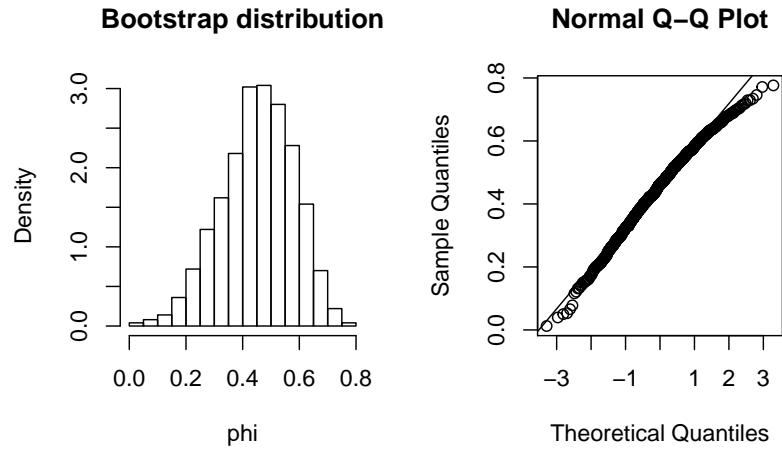 Bootstrap distribution
Density
0.0 1.0 2.0 3.0
0.0 0.2 0.4 0.6 0.8
phi
Normal Q−Q Plot
Sample Quantiles
0.0 0.2 0.4 0.6 0.8
−3 −1 1 2 3
Theoretical Quantiles